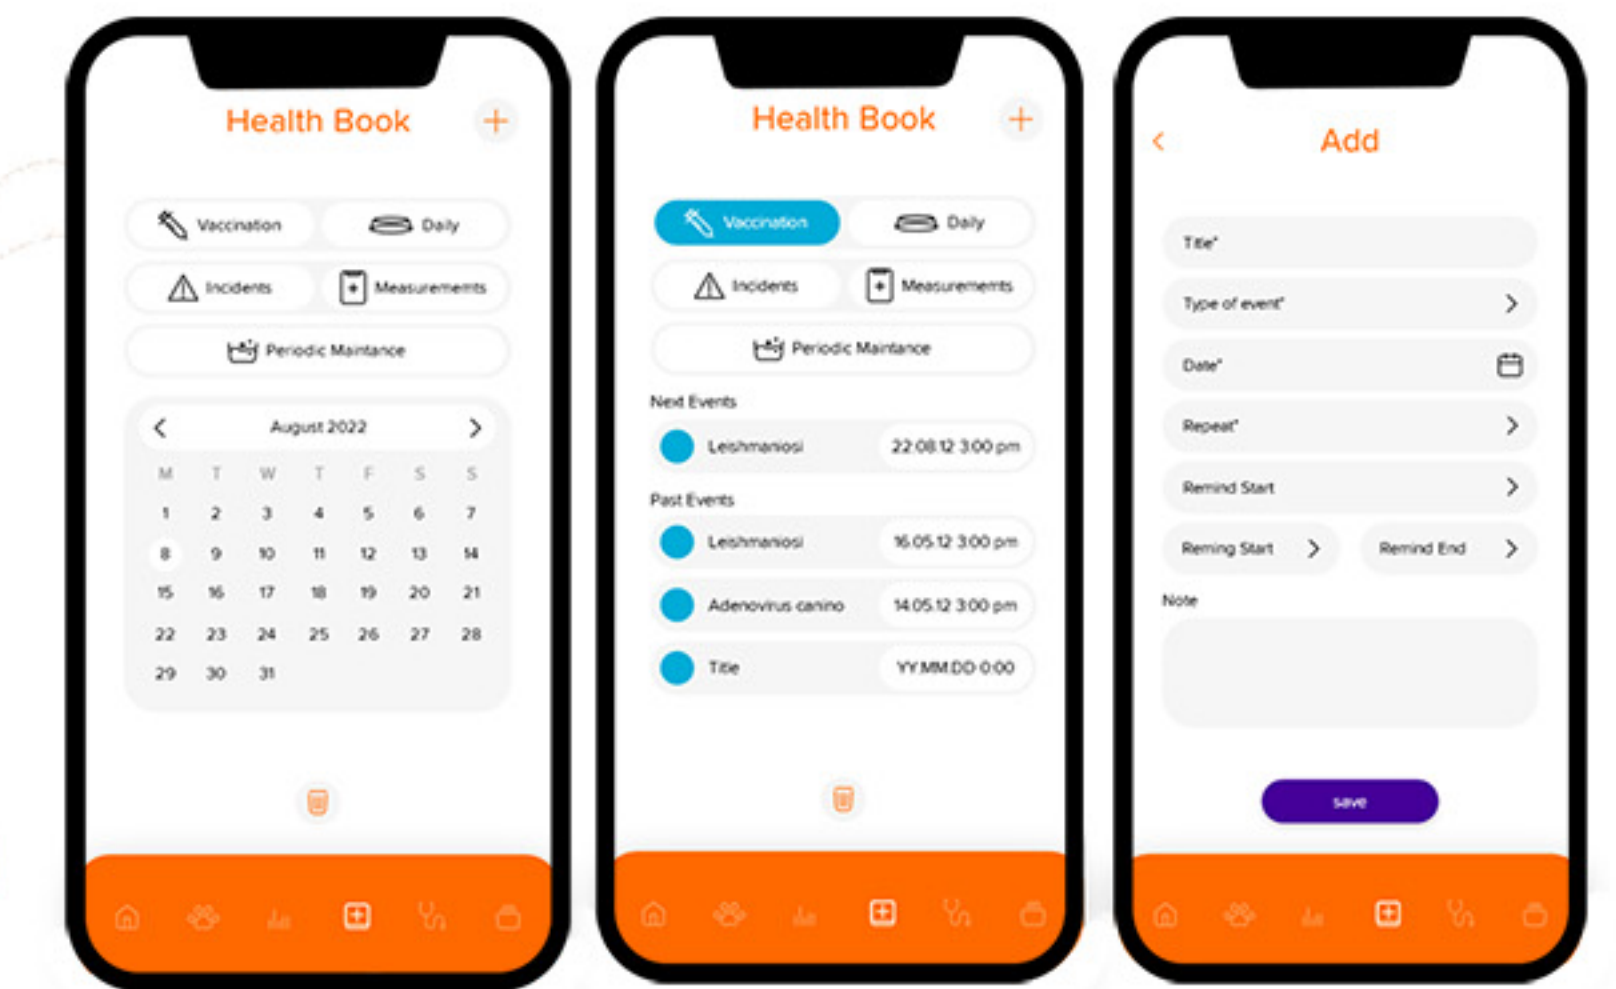 Health Book
Vaccination
Daily
Incidents
Measurememts
Periodic Maintance
August 2022
M T W T F S S
1 2 3 4 5 6 7
8 9 10 11 12 13 14
15 16 17 18 19 20 21
22 23 24 25 26 27 28
29 30 31
Health Book
Vaccination
Daily
Incidents
Measurememts
Periodic Maintance
Next Events
Leishmaniosi 22.08.12 3:00 pm
Past Events
Leishmaniosi 16.05.12 3:00 pm
Adenovirus canino 14.05.12 3:00 pm
Title YY.MM.DD 0:00
Add
Title*
Type of event*
Date*
Repeat*
Remind Start
Reming Start
Remind End
Note
save